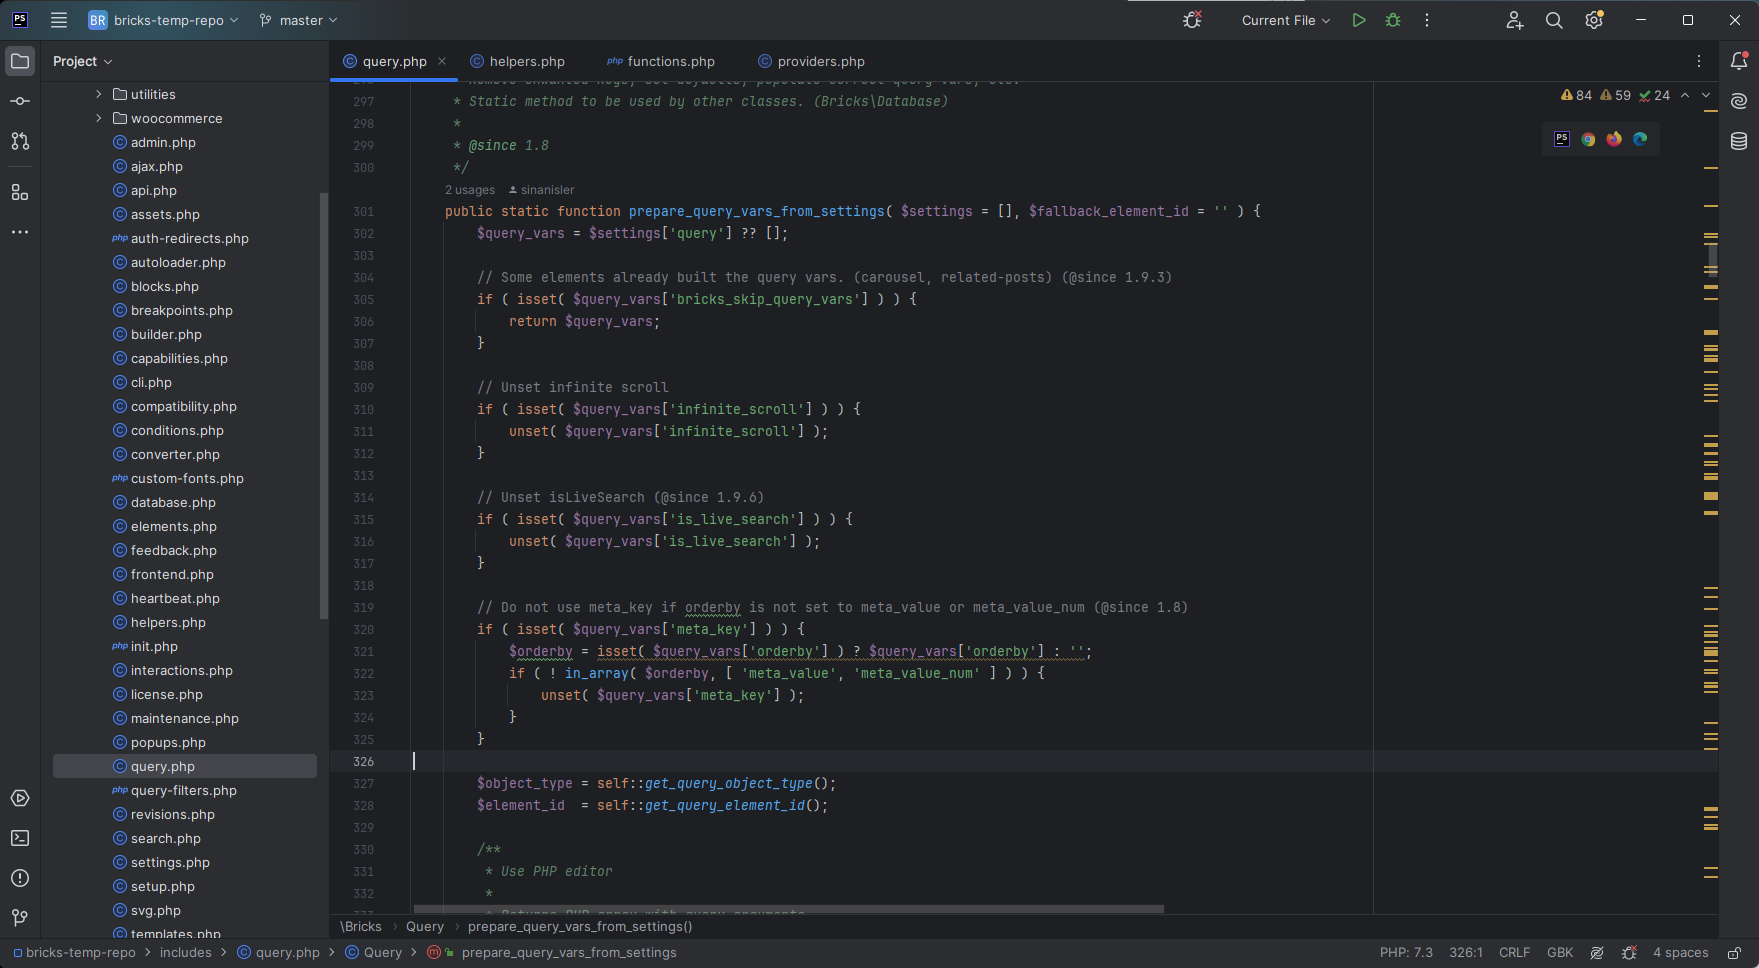 PS
BR bricks-temp-repo master Current File
Project
query.php
helpers.php
php functions.php
providers.php
utilities
woocommerce
admin.php
ajax.php
api.php
assets.php
php auth-redirects.php
autoloader.php
blocks.php
breakpoints.php
builder.php
capabilities.php
cli.php
compatibility.php
conditions.php
converter.php
php custom-fonts.php
database.php
elements.php
feedback.php
frontend.php
heartbeat.php
helpers.php
php init.php
interactions.php
license.php
maintenance.php
popups.php
query.php
php query-filters.php
revisions.php
search.php
settings.php
setup.php
svg.php
templates.php
84 59 24
PS
297 * Static method to be used by other classes. (Bricks\Database)
298 *
299 * @since 1.8
300 */
2 usages sinanisler
301 public static function prepare_query_vars_from_settings( $settings = [], $fallback_element_id = '' ) {
302 $query_vars = $settings['query'] ?? [];
303
304 // Some elements already built the query vars. (carousel, related-posts) (@since 1.9.3)
305 if ( isset( $query_vars['bricks_skip_query_vars'] ) ) {
306 return $query_vars;
307 }
308
309 // Unset infinite scroll
310 if ( isset( $query_vars['infinite_scroll'] ) ) {
311 unset( $query_vars['infinite_scroll'] );
312 }
313
314 // Unset isLiveSearch (@since 1.9.6)
315 if ( isset( $query_vars['is_live_search'] ) ) {
316 unset( $query_vars['is_live_search'] );
317 }
318
319 // Do not use meta_key if orderby is not set to meta_value or meta_value_num (@since 1.8)
320 if ( isset( $query_vars['meta_key'] ) ) {
321 $orderby = isset( $query_vars['orderby'] ) ? $query_vars['orderby'] : '';
322 if ( ! in_array( $orderby, [ 'meta_value', 'meta_value_num' ] ) ) {
323 unset( $query_vars['meta_key'] );
324 }
325 }
326
327 $object_type = self::get_query_object_type();
328 $element_id = self::get_query_element_id();
329
330 /**
331 * Use PHP editor
332 *
\Bricks > Query > prepare_query_vars_from_settings()
bricks-temp-repo > includes > query.php > Query > m prepare_query_vars_from_settings
PHP: 7.3 326:1 CRLF GBK 4 spaces